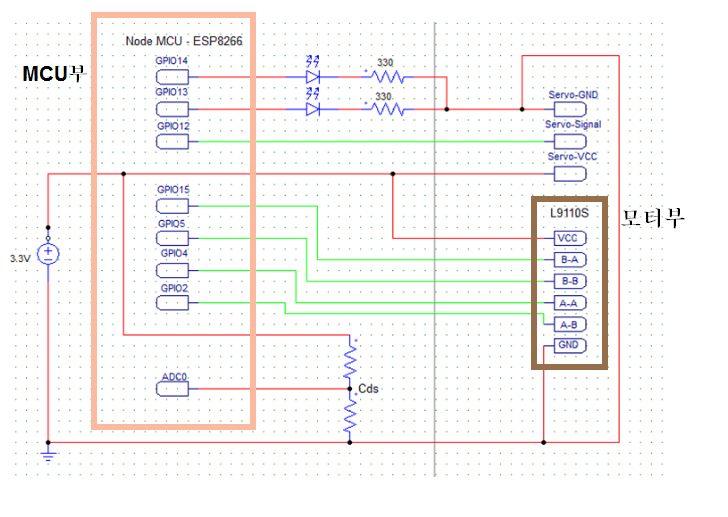 Node MCU - ESP8266
MCU부
GPIO14
330
GPIO13
330
Servo-GND
GPIO12
Servo-Signal
Servo-VCC
GPIO15
L9110S
모터부
GPIO5
VCC
3.3V
GPIO4
B-A
B-B
GPIO2
A-A
A-B
GND
ADC0
Cds